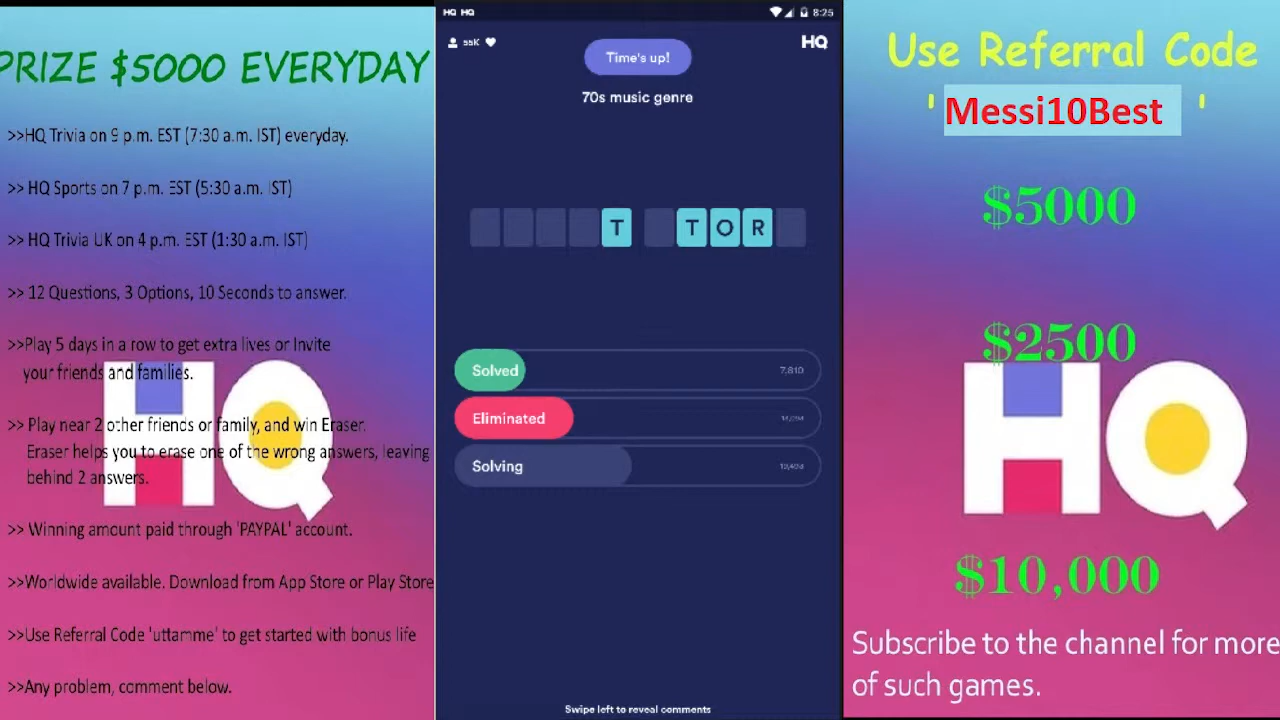 PRIZE $5000 EVERYDAY
>>HQ Trivia on 9 p.m. EST (7:30 a.m. IST) everyday.
>> HQ Sports on 7 p.m. EST (5:30 a.m. IST)
>> HQ Trivia UK on 4 p.m. EST (1:30 a.m. IST)
>> 12 Questions, 3 Options, 10 Seconds to answer.
>>Play 5 days in a row to get extra lives or Invite
your friends and families.
>> Play near 2 other friends or family, and win Eraser.
Eraser helps you to erase one of the wrong answers, leaving
behind 2 answers.
>> Winning amount paid through 'PAYPAL' account.
>>Worldwide available. Download from App Store or Play Store
>>Use Referral Code 'uttamme' to get started with bonus life
>>Any problem, comment below.
HQ
HQ HQ
8:25
55K
HQ
Time's up!
70s music genre
T TOR
Solved 7,810
Eliminated
Solving
Swipe left to reveal comments
Use Referral Code
' Messi10Best '
$5000
$2500
HQ
$10,000
Subscribe to the channel for more
of such games.